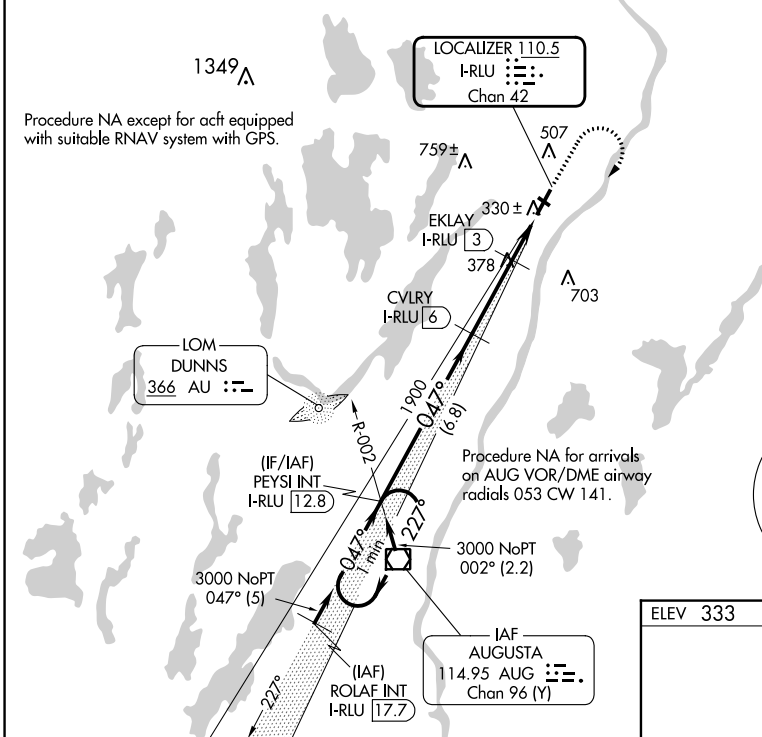 1349
Procedure NA except for acft equipped
with suitable RNAV system with GPS.
LOCALIZER 110.5
I-RLU
Chan 42
759±
507
330±
EKLAY
I-RLU 3
378
703
CVLRY
I-RLU 6
LOM
DUNNS
366 AU
1900
047°
(6.8)
R-002
(IF/IAF)
PEYSI INT
I-RLU 12.8
Procedure NA for arrivals
on AUG VOR/DME airway
radials 053 CW 141.
227°
047°
1 min
3000 NoPT
002° (2.2)
3000 NoPT
047° (5)
IAF
AUGUSTA
114.95 AUG
Chan 96 (Y)
(IAF)
ROLAF INT
I-RLU 17.7
227°
ELEV 333